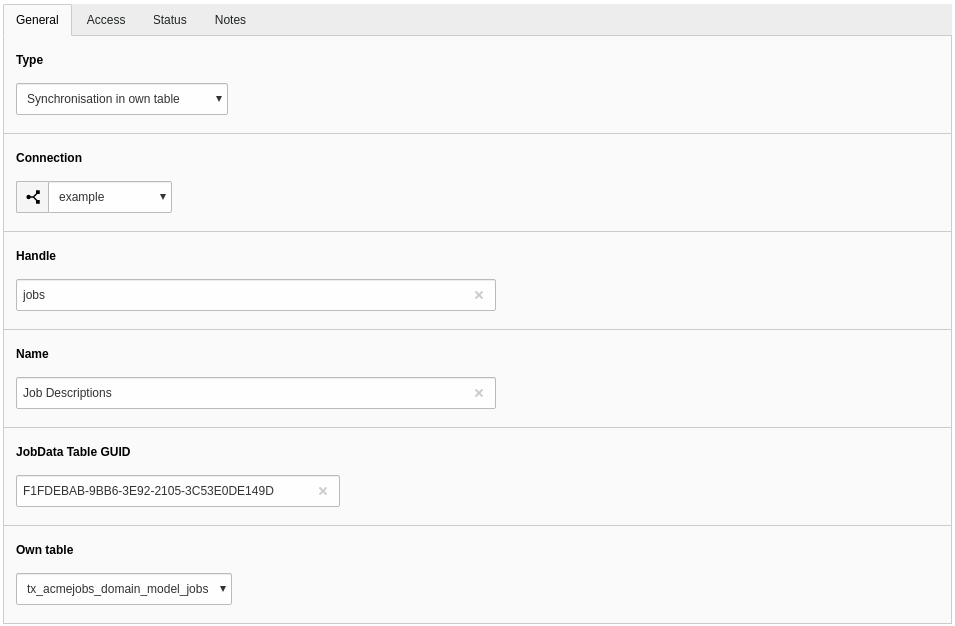 General Access Status Notes
Type
Synchronisation in own table
Connection
example
Handle
jobs
Name
Job Descriptions
JobData Table GUID
F1FDEBAB-9BB6-3E92-2105-3C53E0DE149D
Own table
tx_acmejobs_domain_model_jobs